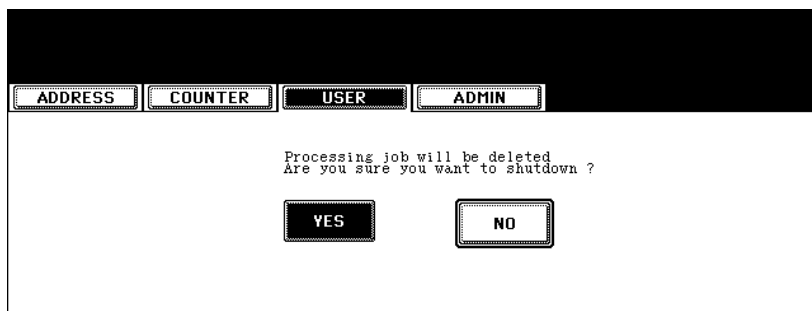 ADDRESS COUNTER USER ADMIN
Processing job will be deleted
Are you sure you want to shutdown ?
YES NO